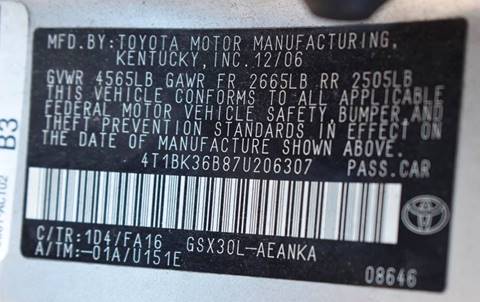 MFD.BY: TOYOTA MOTOR MANUFACTURING,
KENTUCKY, INC. 12/06
GVWR 4565LB GAWR FR 2665LB RR 2505LB
THIS VEHICLE CONFORMS TO ALL APPLICABLE
FEDERAL MOTOR VEHICLE SAFETY, BUMPER, AND
THEFT PREVENTION STANDARDS IN EFFECT ON
THE DATE OF MANUFACTURE SHOWN ABOVE.
4T1BK36B87U206307 PASS.CAR
C/TR: 1D4/FA16 GSX30L-AEANKA
A/TM: -01A/U151E
TOYOTA
08646
B3